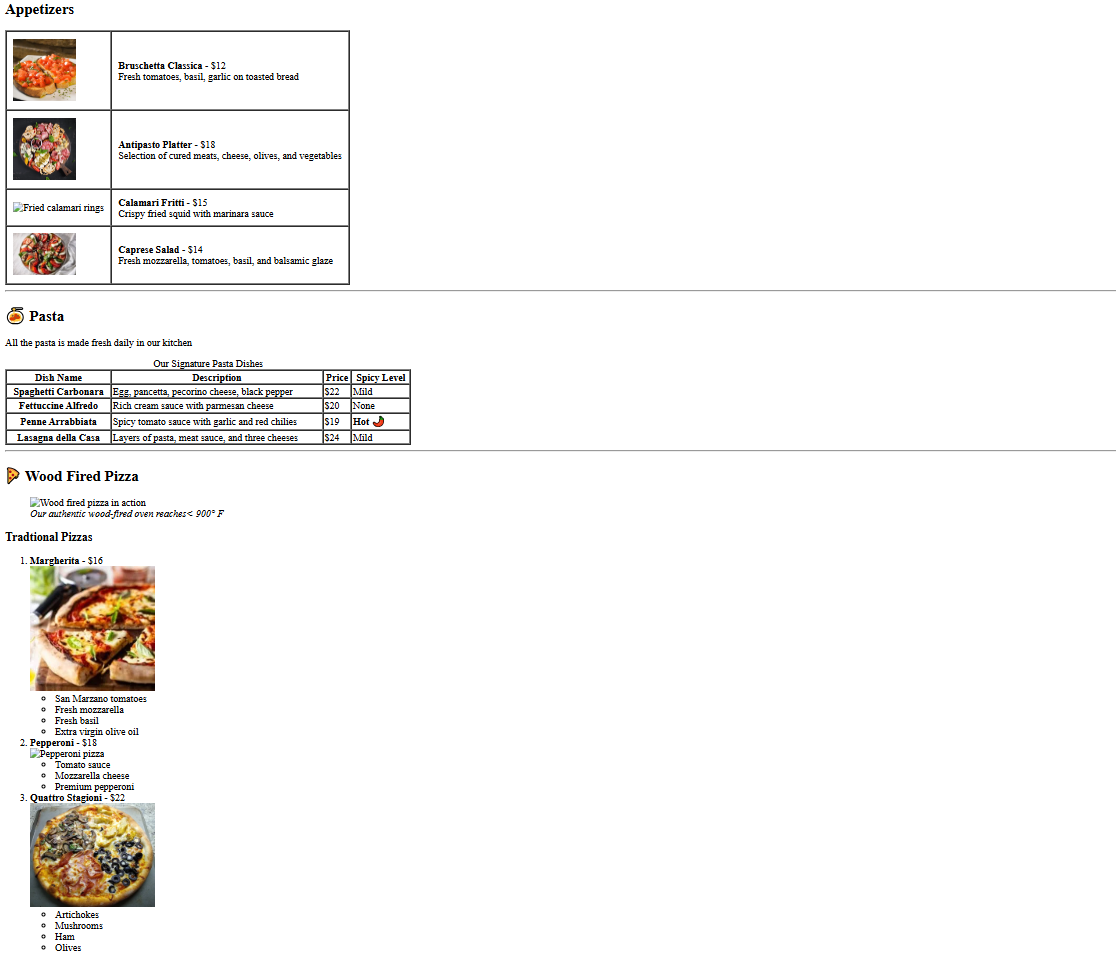 Appetizers
Bruschetta Classica - $12
Fresh tomatoes, basil, garlic on toasted bread
Antipasto Platter - $18
Selection of cured meats, cheese, olives, and vegetables
Fried calamari rings
Calamari Fritti - $15
Crispy fried squid with marinara sauce
Caprese Salad - $14
Fresh mozzarella, tomatoes, basil, and balsamic glaze
Pasta
All the pasta is made fresh daily in our kitchen
Our Signature Pasta Dishes
Dish Name Description Price Spicy Level
Spaghetti Carbonara Egg, pancetta, pecorino cheese, black pepper $22 Mild
Fettuccine Alfredo Rich cream sauce with parmesan cheese $20 None
Penne Arrabbiata Spicy tomato sauce with garlic and red chilies $19 Hot
Lasagna della Casa Layers of pasta, meat sauce, and three cheeses $24 Mild
Wood Fired Pizza
Wood fired pizza in action
Our authentic wood-fired oven reaches< 900° F
Tradtional Pizzas
1. Margherita - $16
San Marzano tomatoes
Fresh mozzarella
Fresh basil
Extra virgin olive oil
2. Pepperoni - $18
Pepperoni pizza
Tomato sauce
Mozzarella cheese
Premium pepperoni
3. Quattro Stagioni - $22
Artichokes
Mushrooms
Ham
Olives